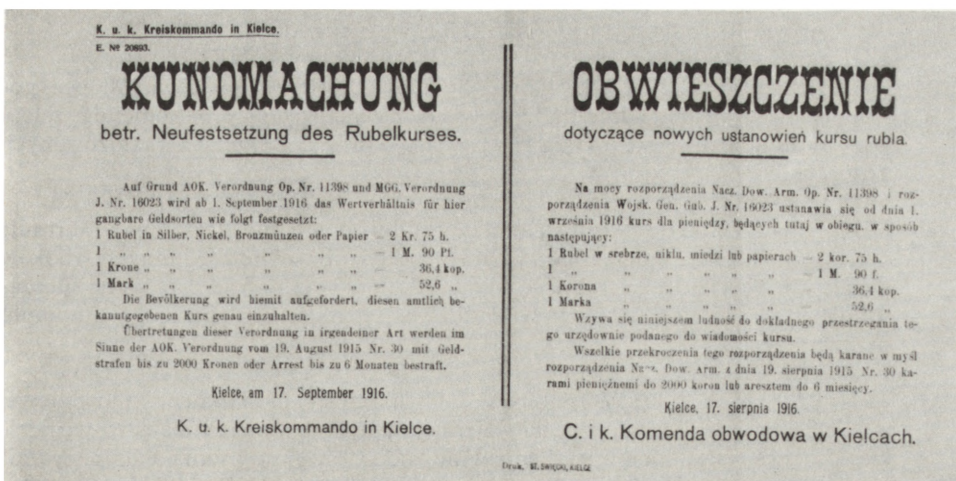 K. u. k. Kreiskommando in Kielce.
E. Nº 20893.
KUNDMACHUNG
betr. Neufestsetzung des Rubelkurses.
Auf Grund AOK. Verordnung Op. Nr. 11398 und MGG. Verordnung
J. Nr. 16023 wird ab 1. September 1916 das Wertverhältnis für hier
gangbare Geldsorten wie folgt festgesetzt:
1 Rubel in Silber, Nickel, Bronzmünzen oder Papier – 2 Kr. 75 h.
1 „ „ „ „ „ „ – 1 M. 90 Pf.
1 Krone „ „ „ „ „ „ 36,4 kop.
1 Mark „ „ „ „ „ „ 52,6 „
Die Bevölkerung wird hiemit aufgefordert, diesen amtlich be-
kanntgegebenen Kurs genau einzuhalten.
Übertretungen dieser Verordnung in irgendeiner Art werden im
Sinne der AOK. Verordnung vom 19. August 1915 Nr. 30 mit Geld-
strafen bis zu 2000 Kronen oder Arrest bis zu 6 Monaten bestraft.
Kielce, am 17. September 1916.
K. u. k. Kreiskommando in Kielce.
OBWIESZCZENIE
dotyczące nowych ustanowień kursu rubla.
Na mocy rozporządzenia Nacz. Dow. Arm. Op. Nr. 11398 i roz-
porządzenia Wojsk. Gen. Gub. J. Nr. 16023 ustanawia się od dnia 1.
września 1916 kurs dla pieniędzy, będących tutaj w obiegu, w sposób
następujący:
1 Rubel w srebrze, niklu, miedzi lub papierach – 2 kor. 75 h.
1 „ „ „ „ „ – 1 M. 90 f.
1 Korona „ „ „ „ 36,4 kop.
1 Marka „ „ „ „ 52,6 „
Wzywa się niniejszem ludność do dokładnego przestrzegania te-
go urzędownie podanego do wiadomości kursu.
Wszelkie przekroczenia tego rozporządzenia będą karane w myśl
rozporządzenia Nacz. Dow. Arm. z dnia 19. sierpnia 1915 Nr. 30 ka-
rami pieniężnemi do 2000 koron lub aresztem do 6 miesięcy.
Kielce, 17. sierpnia 1916.
C. i k. Komenda obwodowa w Kielcach.
Druk. ST. ŚWIĘCKI, KIELCE